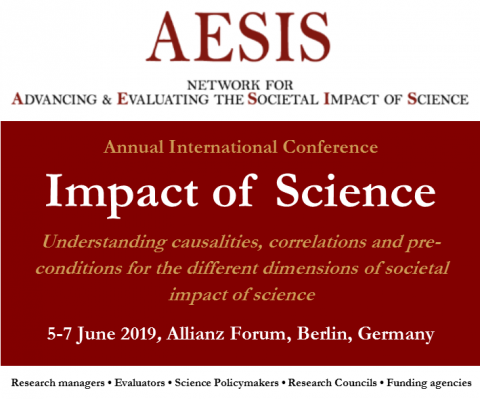 AESIS
NETWORK FOR
ADVANCING & EVALUATING THE SOCIETAL IMPACT OF SCIENCE
Annual International Conference
Impact of Science
Understanding causalities, correlations and pre-
conditions for the different dimensions of societal
impact of science
5-7 June 2019, Allianz Forum, Berlin, Germany
Research managers • Evaluators • Science Policymakers • Research Councils • Funding agencies